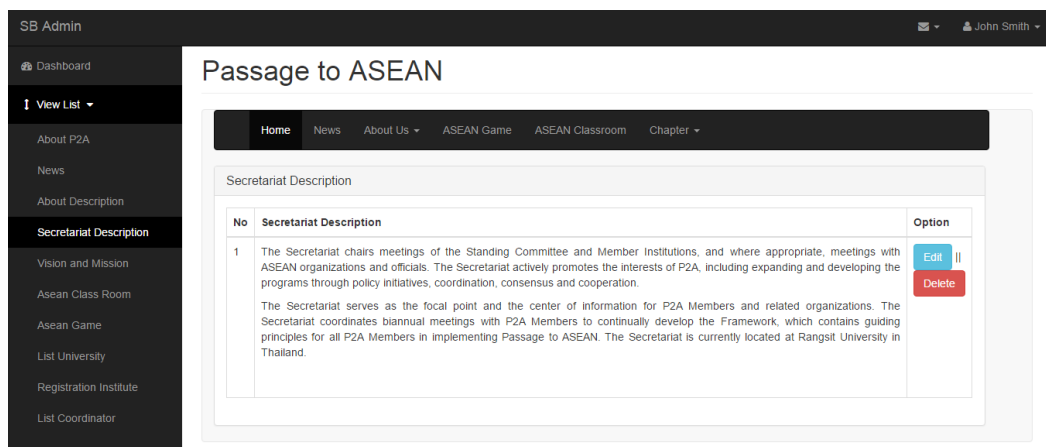 SB Admin
John Smith
Dashboard
View List
About P2A
News
About Description
Secretariat Description
Vision and Mission
Asean Class Room
Asean Game
List University
Registration Institute
List Coordinator
Passage to ASEAN
Home News About Us ASEAN Game ASEAN Classroom Chapter
Secretariat Description
No Secretariat Description Option
1 The Secretariat chairs meetings of the Standing Committee and Member Institutions, and where appropriate, meetings with
ASEAN organizations and officials. The Secretariat actively promotes the interests of P2A, including expanding and developing the
programs through policy initiatives, coordination, consensus and cooperation.
The Secretariat serves as the focal point and the center of information for P2A Members and related organizations. The
Secretariat coordinates biannual meetings with P2A Members to continually develop the Framework, which contains guiding
principles for all P2A Members in implementing Passage to ASEAN. The Secretariat is currently located at Rangsit University in
Thailand.
Edit ||
Delete